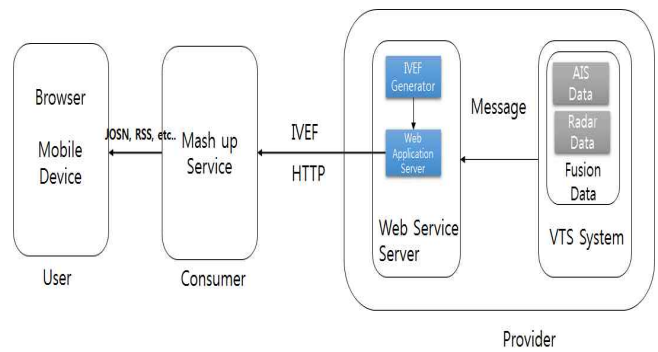 Browser
Mobile
Device
User
JOSN, RSS, etc..
Mash up
Service
Consumer
IVEF
HTTP
IVEF
Generator
Web
Application
Server
Web Service
Server
Message
AIS
Data
Radar
Data
Fusion
Data
VTS System
Provider